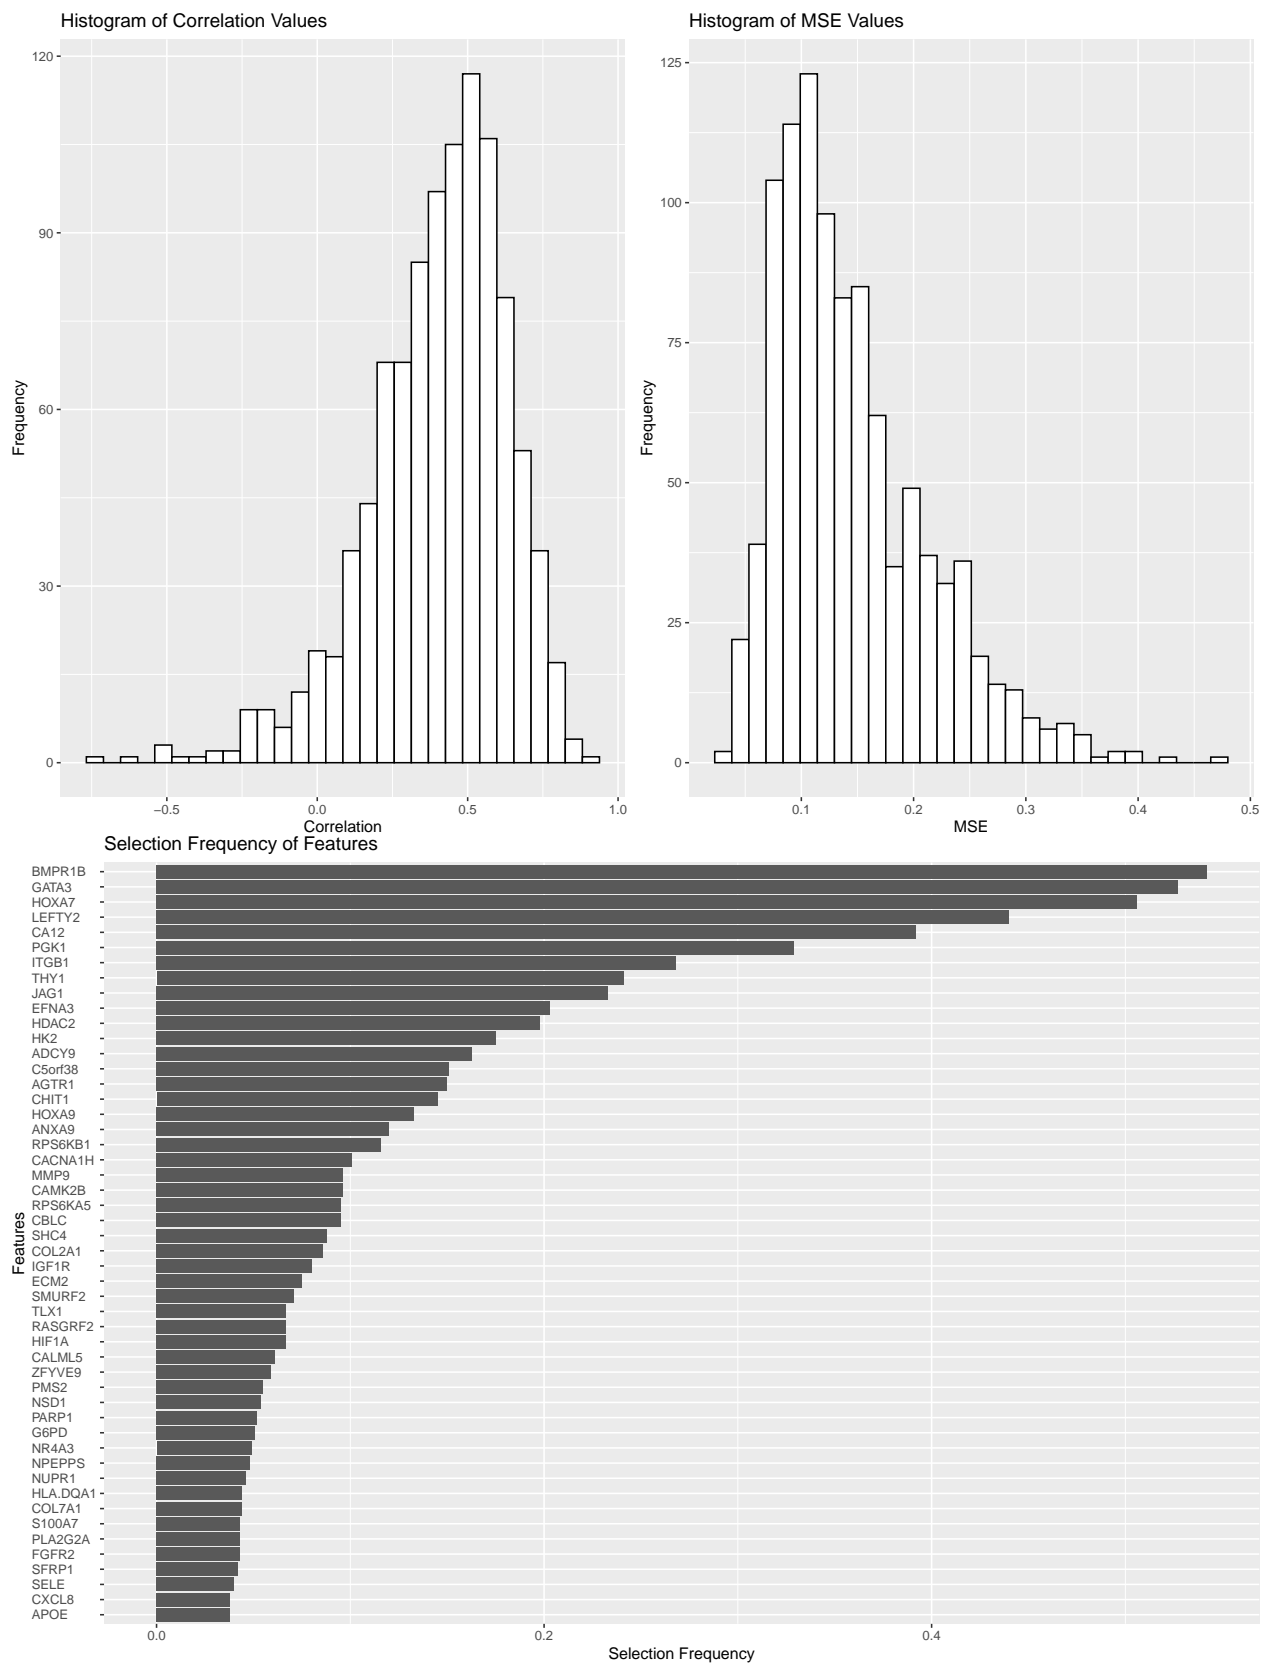 Histogram of Correlation Values
120
90
60
30
0
Frequency
−0.5
0.0
0.5
1.0
Correlation
Histogram of MSE Values
125
100
75
50
25
0
Frequency
0.1
0.2
0.3
0.4
0.5
MSE
Selection Frequency of Features
BMPR1B
GATA3
HOXA7
LEFTY2
CA12
PGK1
ITGB1
THY1
JAG1
EFNA3
HDAC2
HK2
ADCY9
C5orf38
AGTR1
CHIT1
HOXA9
ANXA9
RPS6KB1
CACNA1H
MMP9
CAMK2B
RPS6KA5
CBLC
SHC4
COL2A1
IGF1R
ECM2
SMURF2
TLX1
RASGRF2
HIF1A
CALML5
ZFYVE9
PMS2
NSD1
PARP1
G6PD
NR4A3
NPEPPS
NUPR1
HLA.DQA1
COL7A1
S100A7
PLA2G2A
FGFR2
SFRP1
SELE
CXCL8
APOE
Features
0.0
0.2
0.4
Selection Frequency